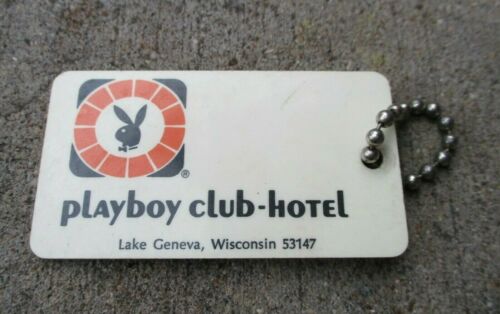 ®
playboy club-hotel
Lake Geneva, Wisconsin 53147